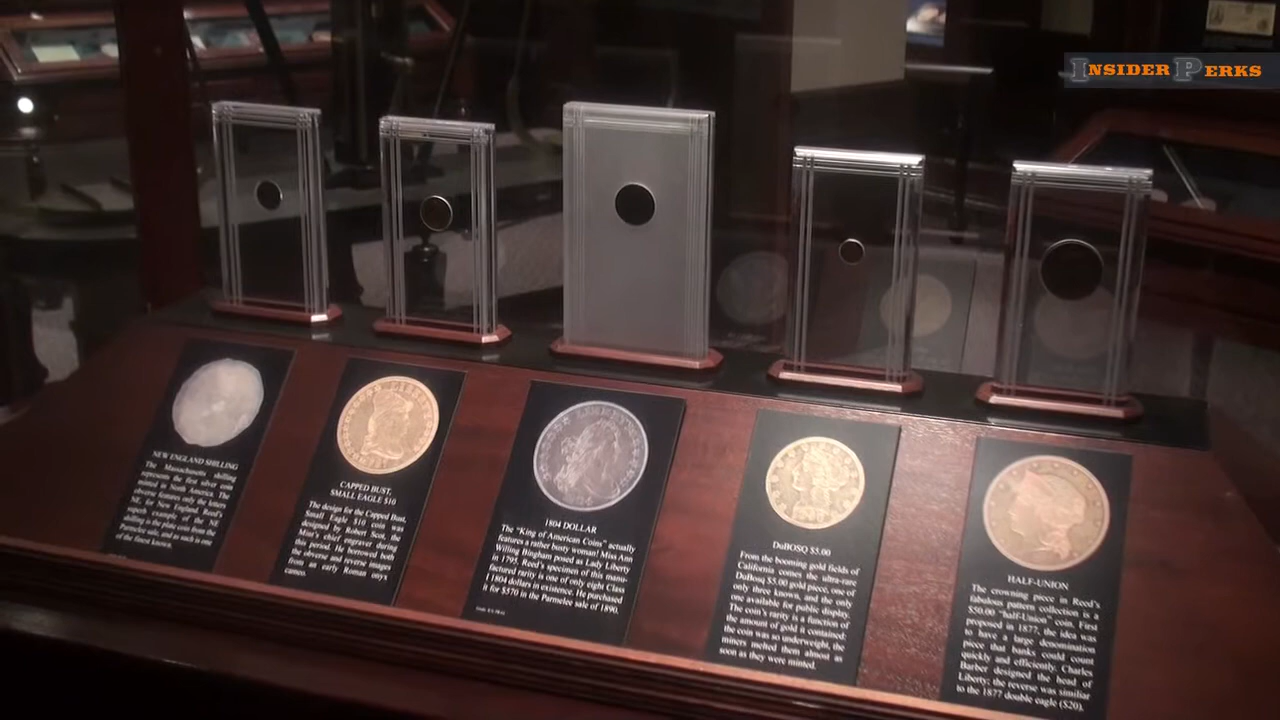 INSIDER PERKS
NEW ENGLAND SHILLING
The Massachusetts shilling
represents the first silver coin
minted in North America. The
obverse features only the letters
NE, for New England. Reed's
superb example of the NE
shilling is the plate coin from the
Parmelee sale, and as such is one
of the finest known.
CAPPED BUST,
SMALL EAGLE $10
The design for the Capped Bust,
Small Eagle $10 coin was
designed by Robert Scot, the
Mint's chief engraver during
this period. He borrowed both
the obverse and reverse images
from an early Roman onyx
cameo.
1804 DOLLAR
The "King of American Coins" actually
features a rather busty woman! Miss Ann
Willing Bingham posed as Lady Liberty
in 1795. Reed's specimen of this manu-
factured rarity is one of only eight Class
I 1804 dollars in existence. He purchased
it for $570 in the Parmelee sale of 1890.
DuBOSQ $5.00
From the booming gold fields of
California comes the ultra-rare
DuBosq $5.00 gold piece, one of
only three known, and the only
one available for public display.
The coin's rarity is a function of
the amount of gold it contained:
the coin was so underweight, the
miners melted them almost as
soon as they were minted.
HALF-UNION
The crowning piece in Reed's
fabulous pattern collection is a
$50.00 "half-Union" coin. First
proposed in 1877, the idea was
to have a large denomination
piece that banks could count
quickly and efficiently. Charles
Barber designed the head of
Liberty; the reverse was similiar
to the 1877 double eagle ($20).